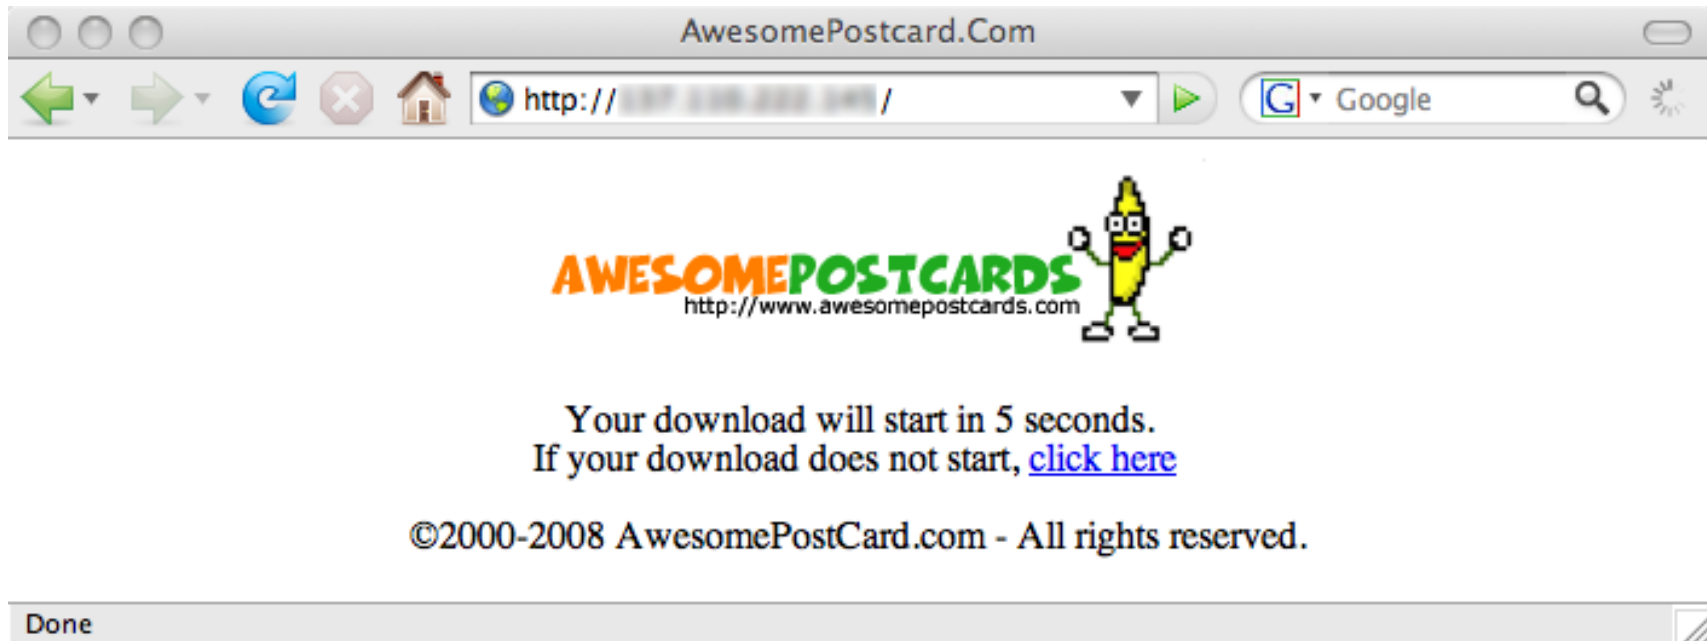 AwesomePostcard.Com
http:// /
G Google
AWESOMEPOSTCARDS
http://www.awesomepostcards.com
Your download will start in 5 seconds.
If your download does not start, click here
©2000-2008 AwesomePostCard.com - All rights reserved.
Done